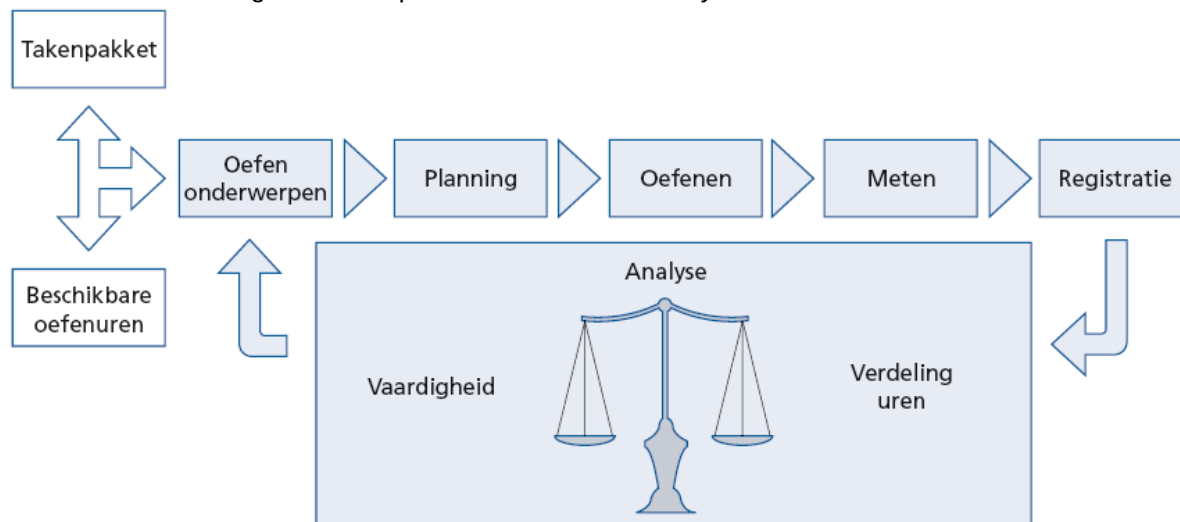 Takenpakket
Oefen
onderwerpen
Planning
Oefenen
Meten
Registratie
Beschikbare
oefenuren
Analyse
Vaardigheid
Verdeling
uren